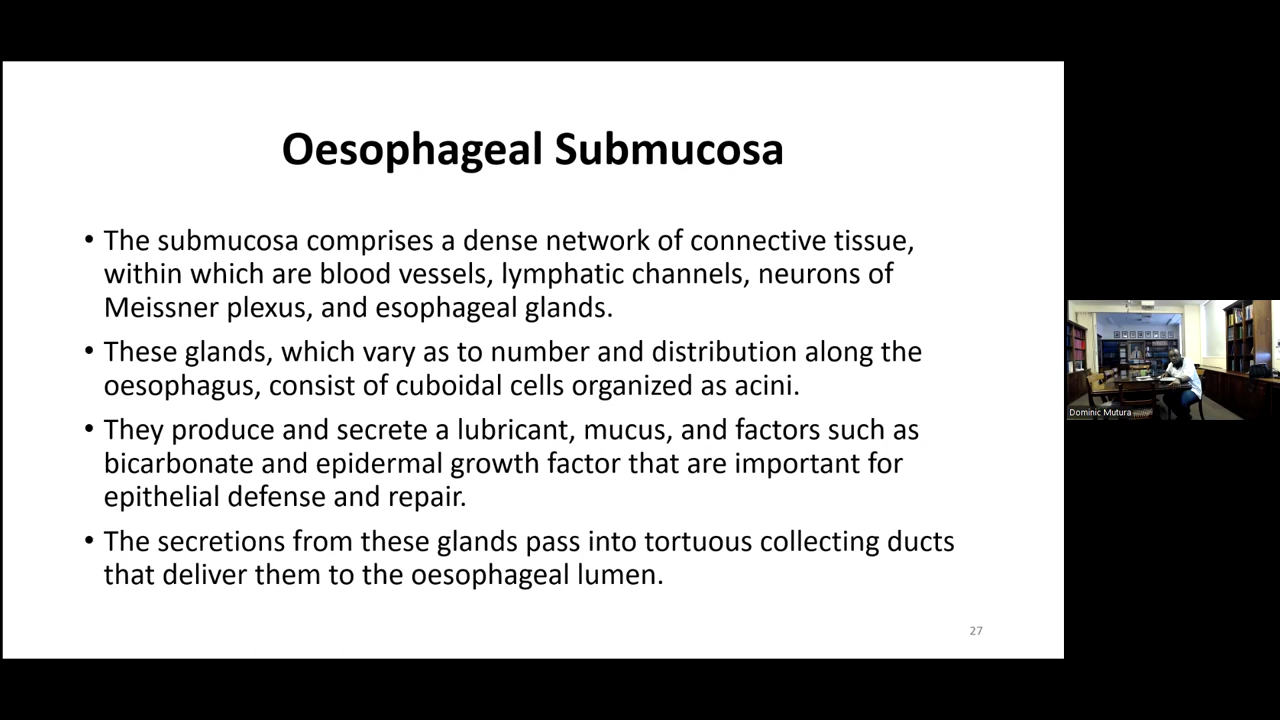 Oesophageal Submucosa
• The submucosa comprises a dense network of connective tissue,
within which are blood vessels, lymphatic channels, neurons of
Meissner plexus, and esophageal glands.
• These glands, which vary as to number and distribution along the
oesophagus, consist of cuboidal cells organized as acini.
• They produce and secrete a lubricant, mucus, and factors such as
bicarbonate and epidermal growth factor that are important for
epithelial defense and repair.
• The secretions from these glands pass into tortuous collecting ducts
that deliver them to the oesophageal lumen.
27
Dominic Mutura